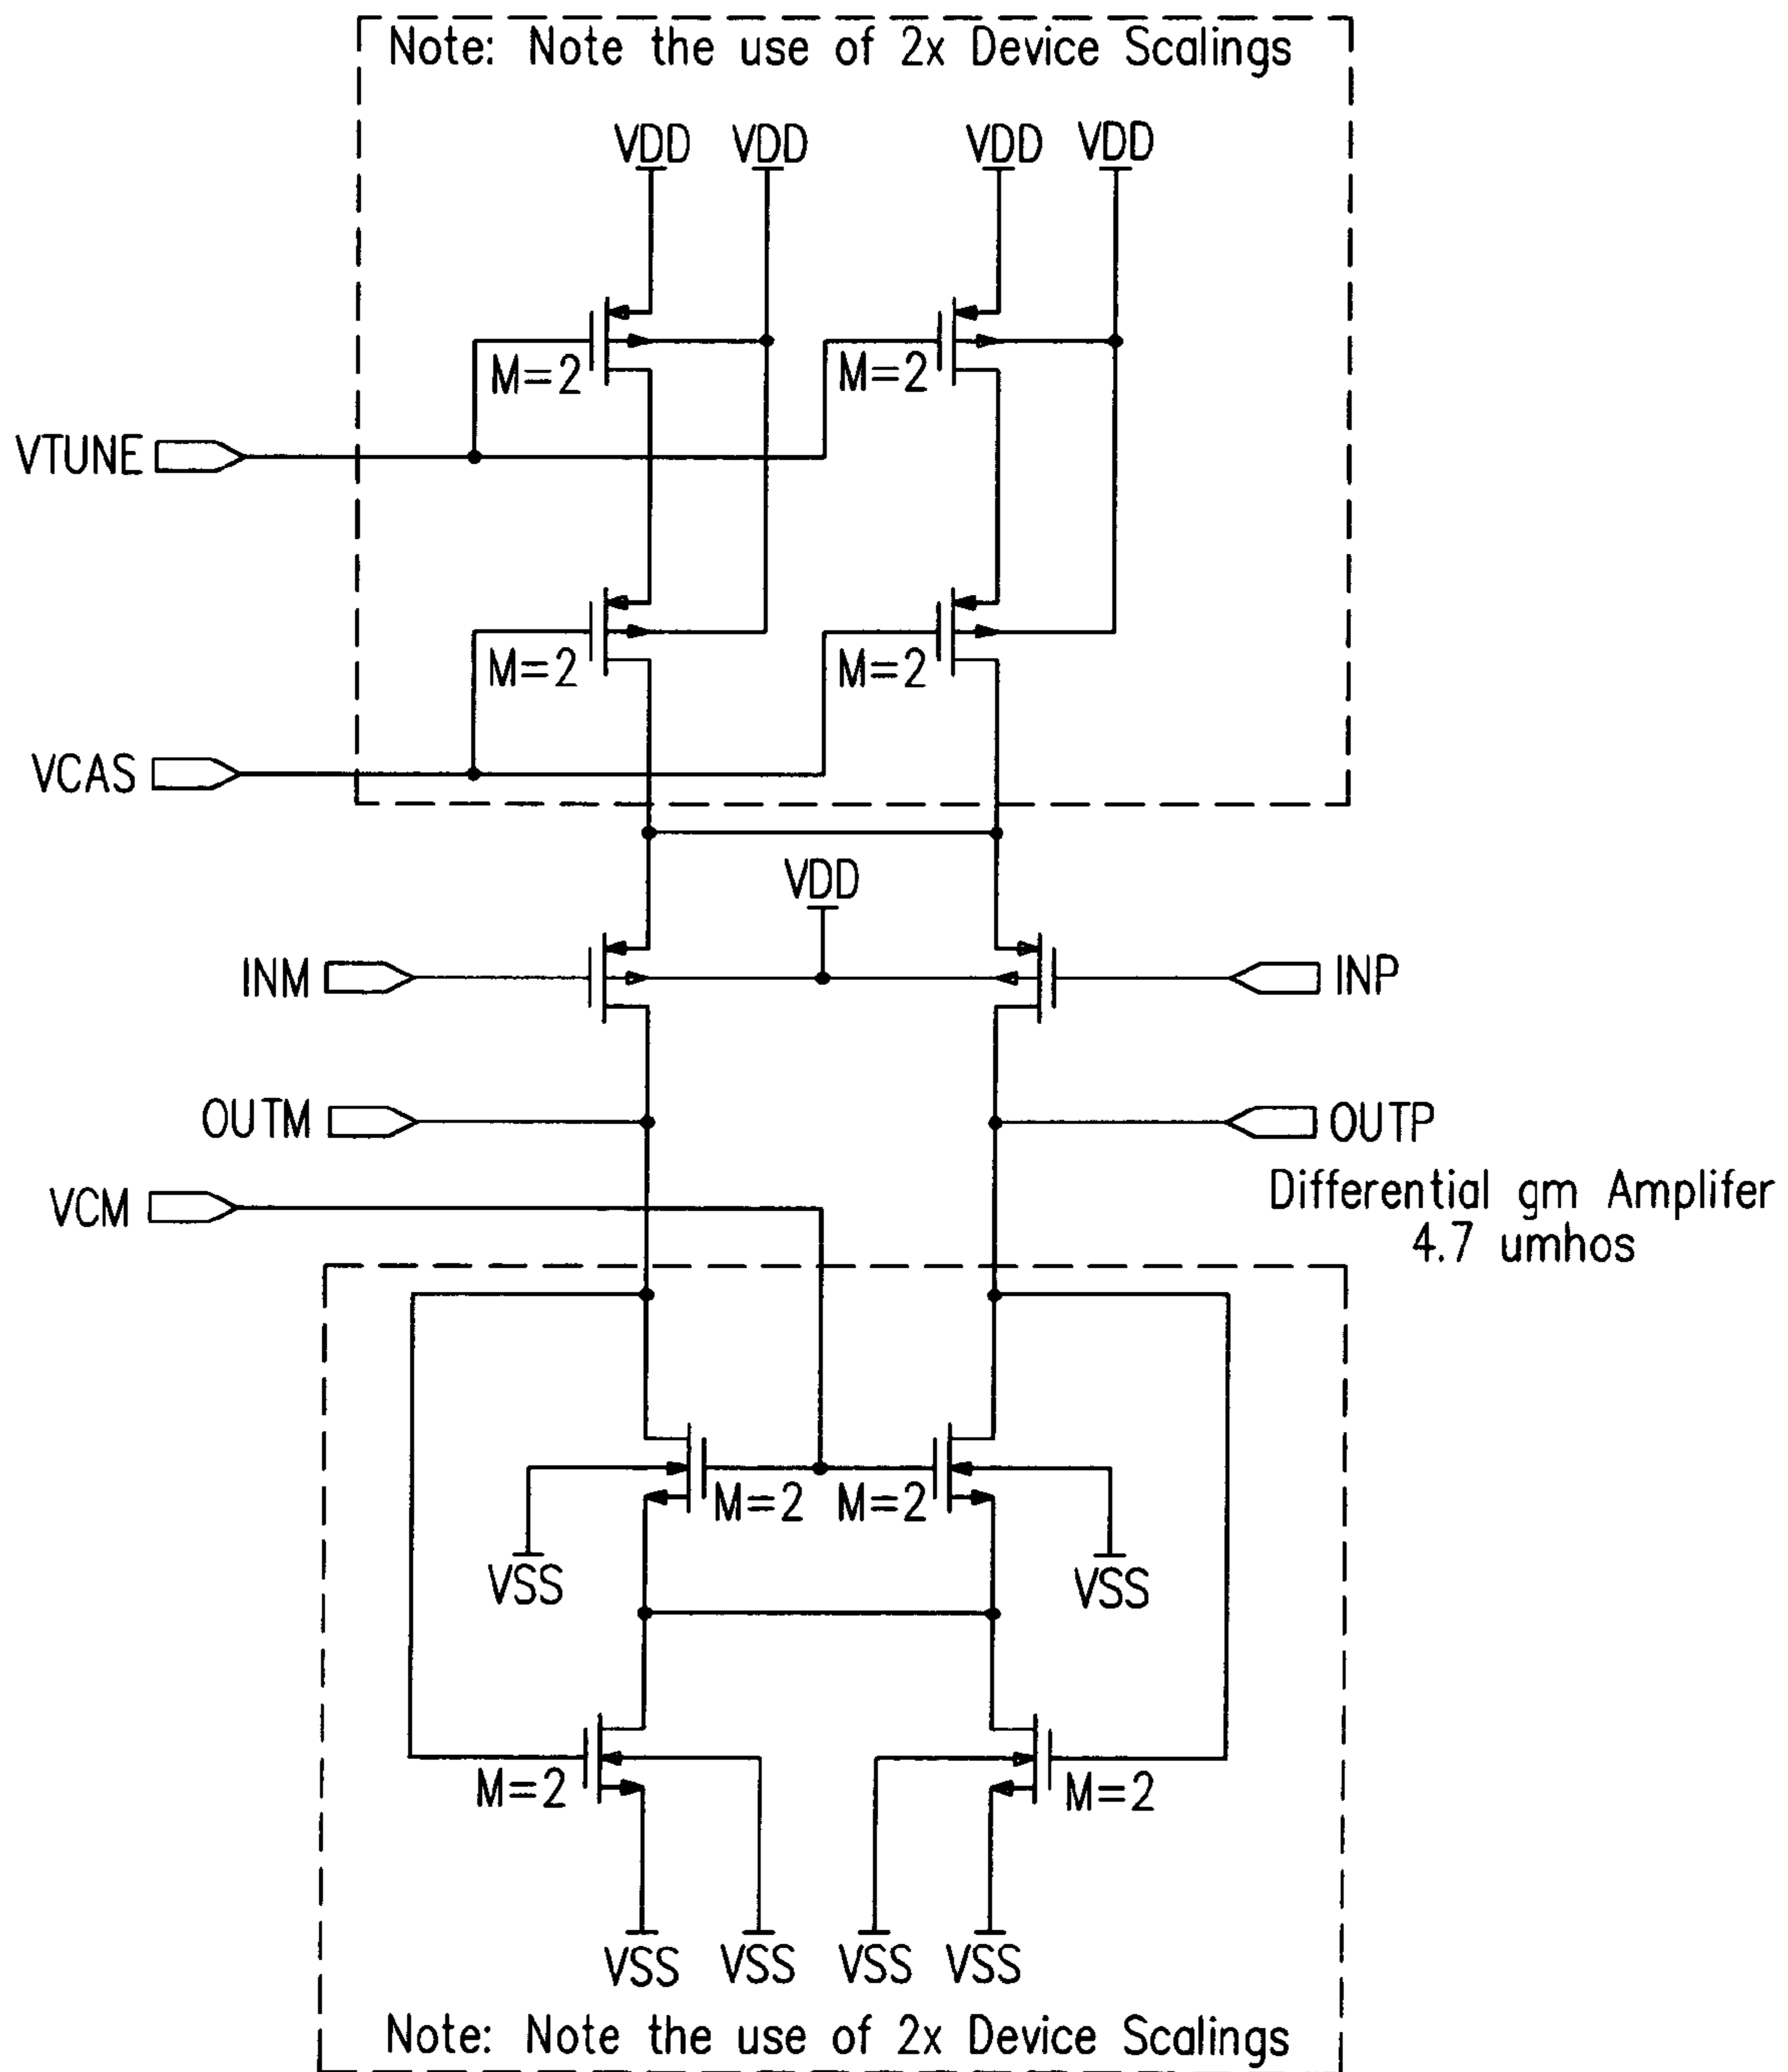 Note: Note the use of 2x Device Scalings
VDD VDD VDD VDD
M=2 M=2
VTUNE
M=2 M=2
VCAS
VDD
INM INP
OUTM OUTP
VCM
Differential gm Amplifer
4.7 umhos
M=2 M=2
VSS VSS
M=2 M=2
VSS VSS VSS VSS
Note: Note the use of 2x Device Scalings